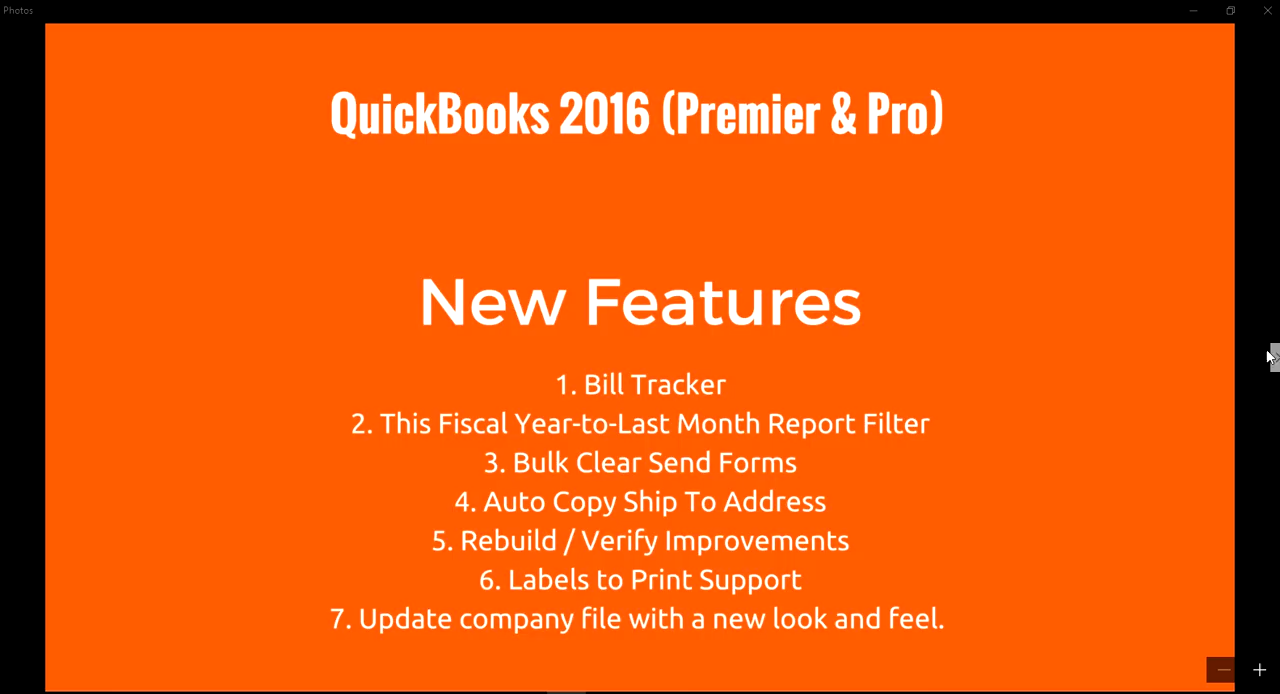 Photos
QuickBooks 2016 (Premier & Pro)
New Features
1. Bill Tracker
2. This Fiscal Year-to-Last Month Report Filter
3. Bulk Clear Send Forms
4. Auto Copy Ship To Address
5. Rebuild / Verify Improvements
6. Labels to Print Support
7. Update company file with a new look and feel.